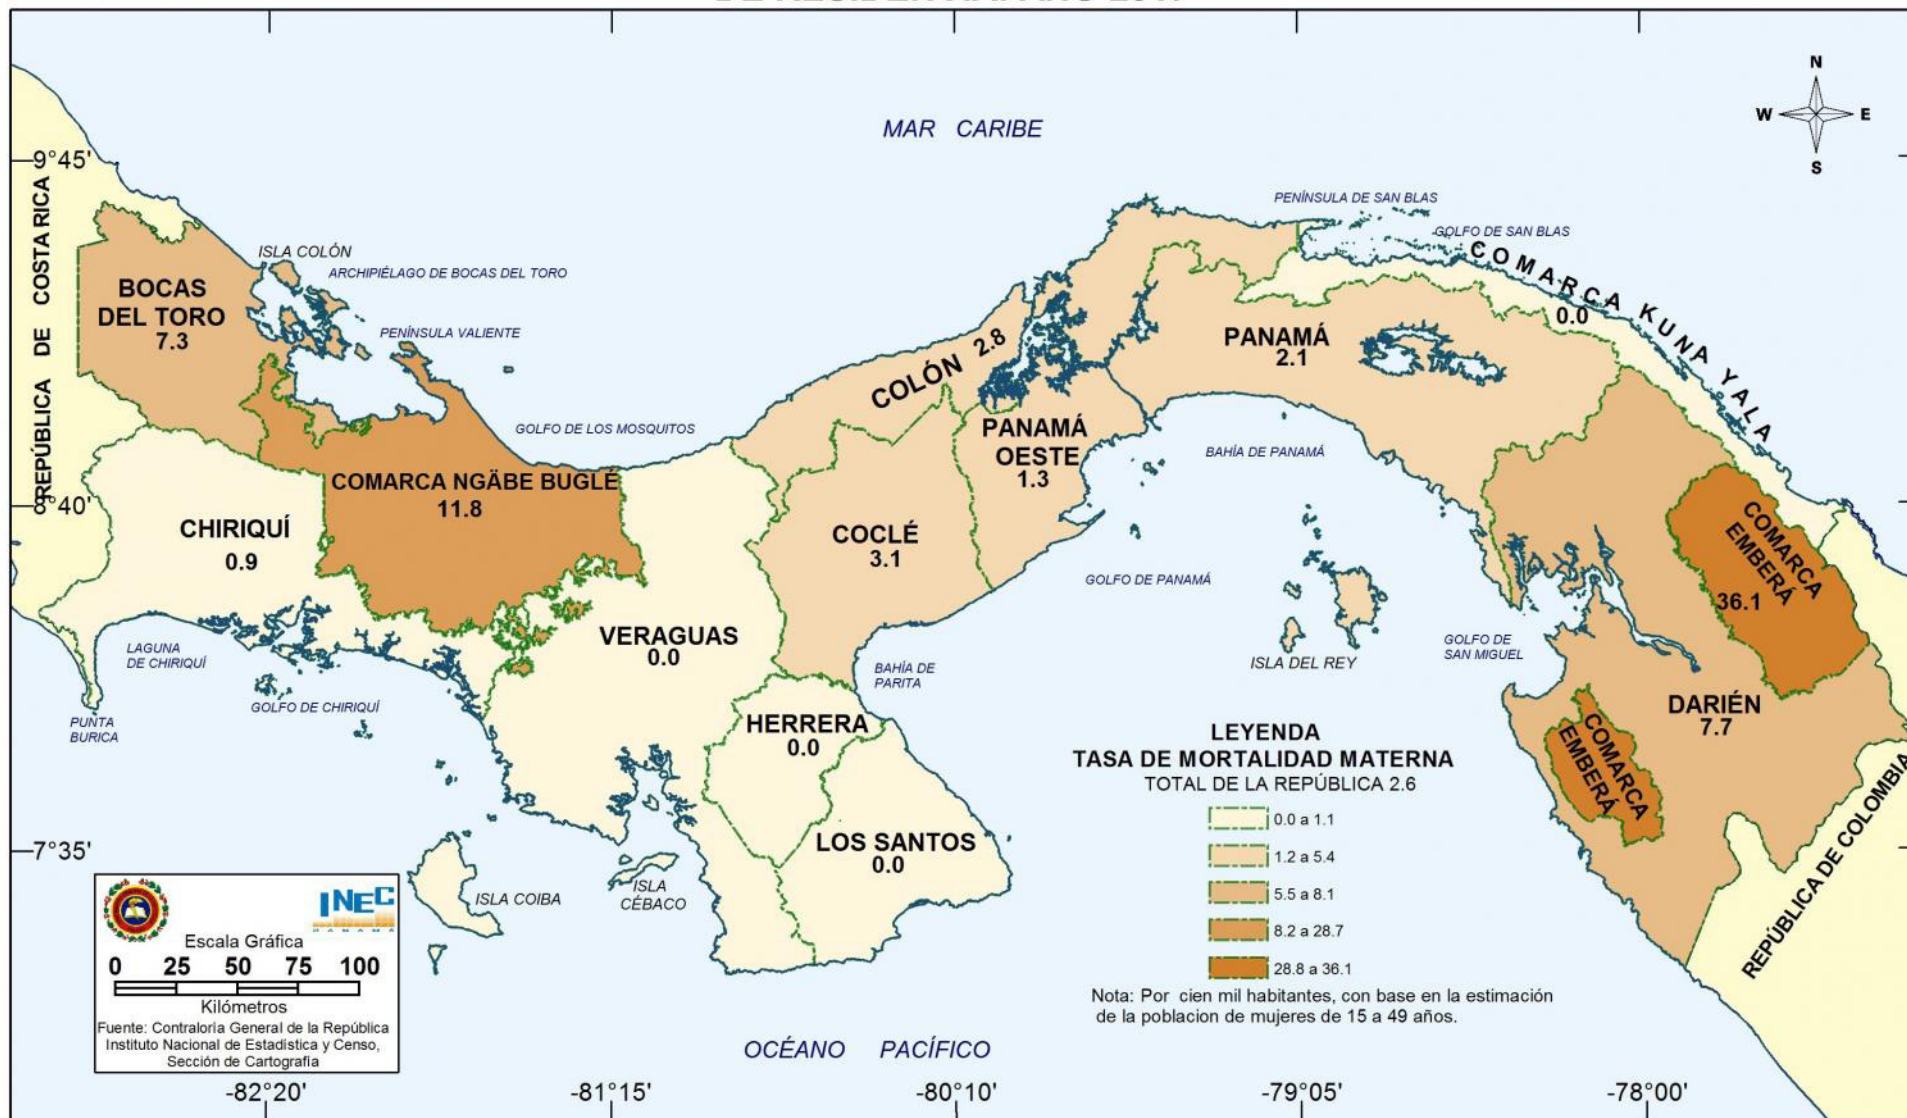 MAR CARIBE
N
W E
S
9°45'
8°40'
7°35'
REPÚBLICA DE COSTA RICA
PENÍNSULA DE SAN BLAS
GOLFO DE SAN BLAS
COMARCA KUNA YALA
0.0
ISLA COLÓN
ARCHIPIÉLAGO DE BOCAS DEL TORO
BOCAS
DEL TORO
7.3
PENÍNSULA VALIENTE
COLÓN 2.8
PANAMÁ
2.1
GOLFO DE LOS MOSQUITOS
PANAMÁ
OESTE
1.3
BAHÍA DE PANAMÁ
COMARCA NGÄBE BUGLÉ
11.8
CHIRIQUÍ
0.9
COCLÉ
3.1
GOLFO DE PANAMÁ
COMARCA
EMBERÁ
36.1
VERAGUAS
0.0
LAGUNA
DE CHIRIQUÍ
GOLFO DE CHIRIQUÍ
PUNTA
BURICA
BAHÍA DE
PARITA
ISLA DEL REY
GOLFO DE
SAN MIGUEL
DARIÉN
7.7
COMARCA
EMBERÁ
HERRERA
0.0
LOS SANTOS
0.0
ISLA COIBA
ISLA
CÉBACO
REPÚBLICA DE COLOMBIA
LEYENDA
TASA DE MORTALIDAD MATERNA
TOTAL DE LA REPÚBLICA 2.6
0.0 a 1.1
1.2 a 5.4
5.5 a 8.1
8.2 a 28.7
28.8 a 36.1
Nota: Por cien mil habitantes, con base en la estimación
de la poblacion de mujeres de 15 a 49 años.
INEC
PANAMÁ
Escala Gráfica
0 25 50 75 100
Kilómetros
Fuente: Contraloría General de la República
Instituto Nacional de Estadística y Censo,
Sección de Cartografía
OCÉANO PACÍFICO
-82°20' -81°15' -80°10' -79°05' -78°00'